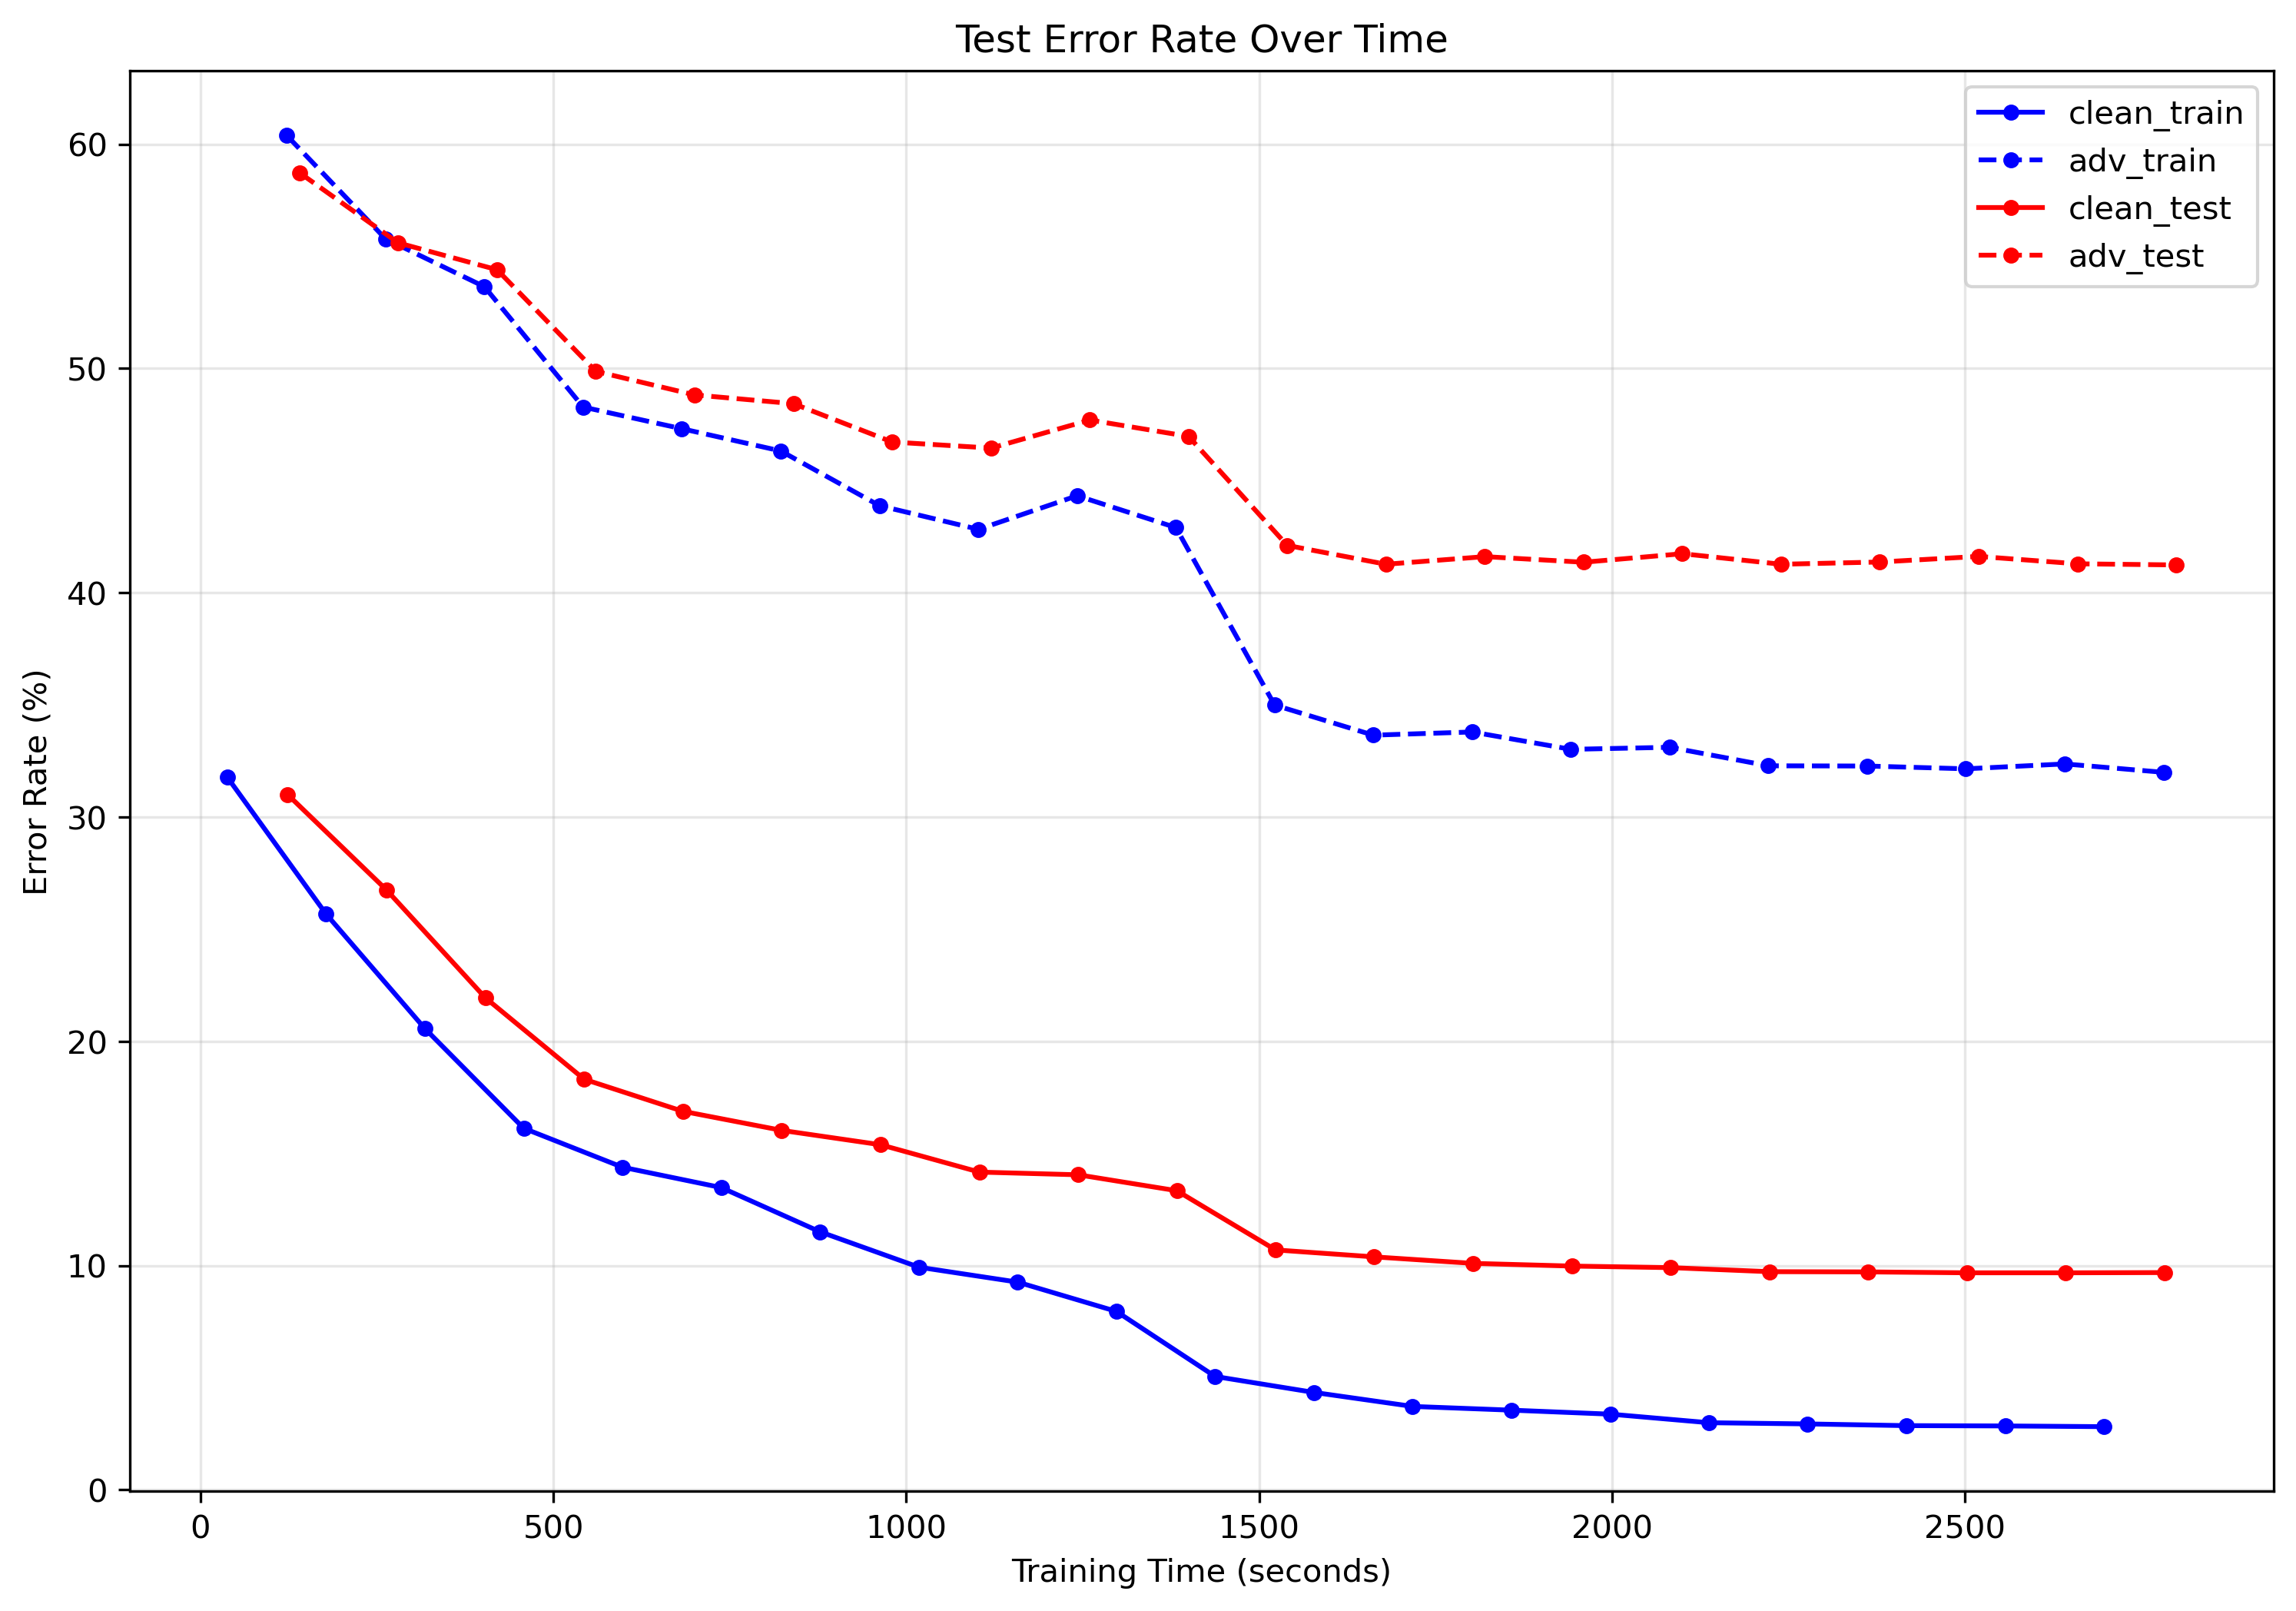 Test Error Rate Over Time
clean_train
adv_train
clean_test
adv_test
Error Rate (%)
60
50
40
30
20
10
0
0 500 1000 1500 2000 2500
Training Time (seconds)